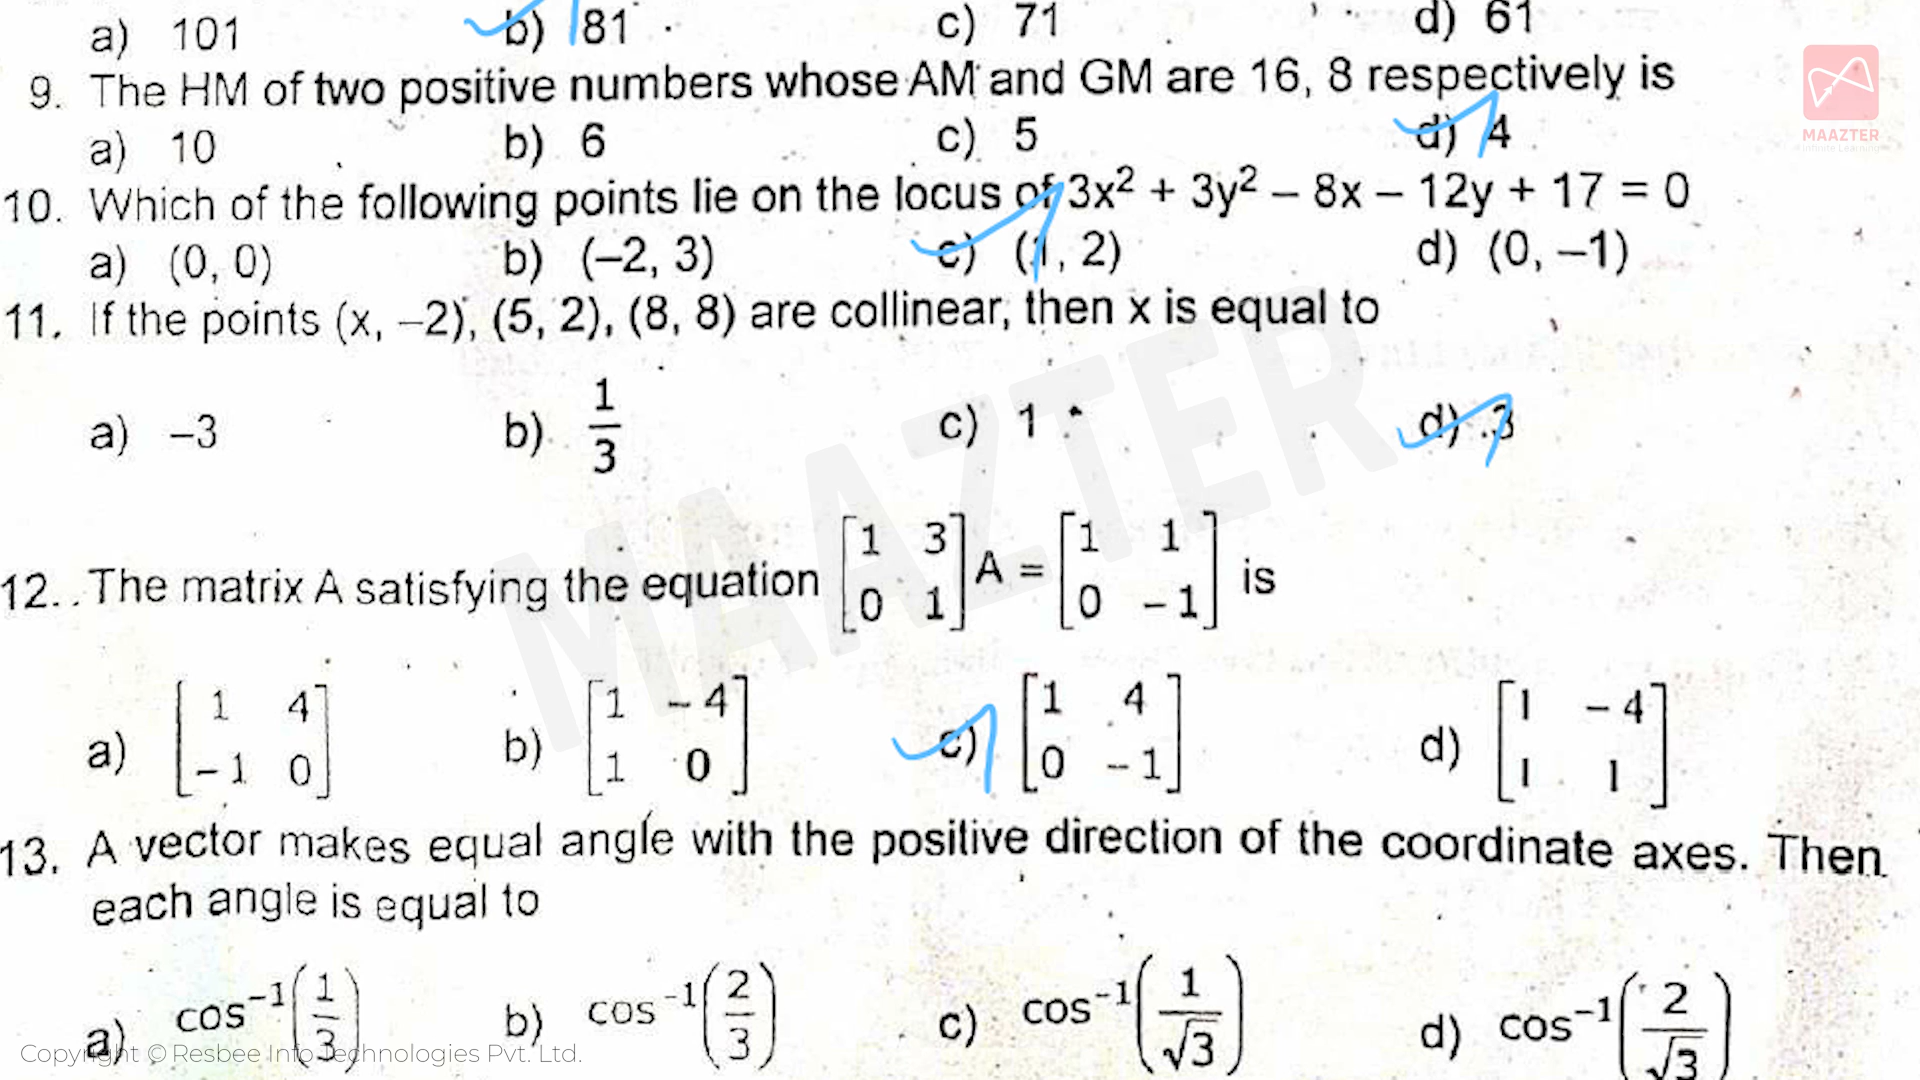 a) 101 b) 81 c) 71 d) 61
9. The HM of two positive numbers whose AM and GM are 16, 8 respectively is
a) 10 b) 6 c) 5 d) 4
10. Which of the following points lie on the locus of 3x² + 3y² – 8x – 12y + 17 = 0
a) (0, 0) b) (–2, 3) c) (1, 2) d) (0, –1)
11. If the points (x, –2), (5, 2), (8, 8) are collinear, then x is equal to
a) –3 b) 1/3 c) 1 d) 3
12. The matrix A satisfying the equation [1 3; 0 1] A = [1 1; 0 –1] is
a) [1 4; –1 0] b) [1 –4; 1 0] c) [1 4; 0 –1] d) [1 –4; 1 1]
13. A vector makes equal angle with the positive direction of the coordinate axes. Then
each angle is equal to
a) cos⁻¹(1/3) b) cos⁻¹(2/3) c) cos⁻¹(1/√3) d) cos⁻¹(2/√3)
MAAZTER
Infinite Learning
MAAZTER
Copyright © Resbee Info Technologies Pvt. Ltd.